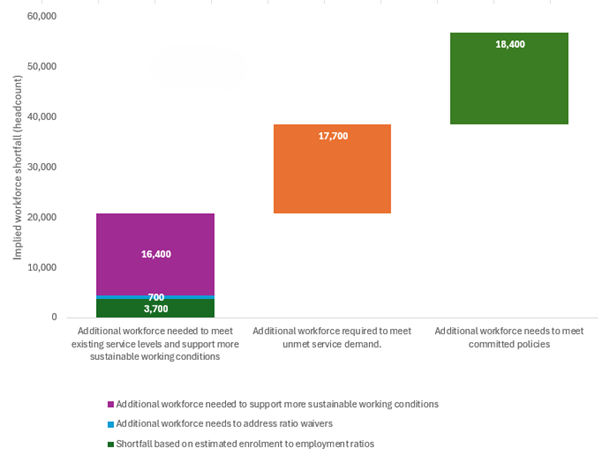 Implied workforce shortfall (headcount)
60,000
50,000
40,000
30,000
20,000
10,000
0
18,400
17,700
16,400
700
3,700
Additional workforce needed to meet
existing service levels and support more
sustainable working conditions
Additional workforce required to meet
unmet service demand.
Additional workforce needs to meet
committed policies
Additional workforce needed to support more sustainable working conditions
Additional workforce needs to address ratio waivers
Shortfall based on estimated enrolment to employment ratios